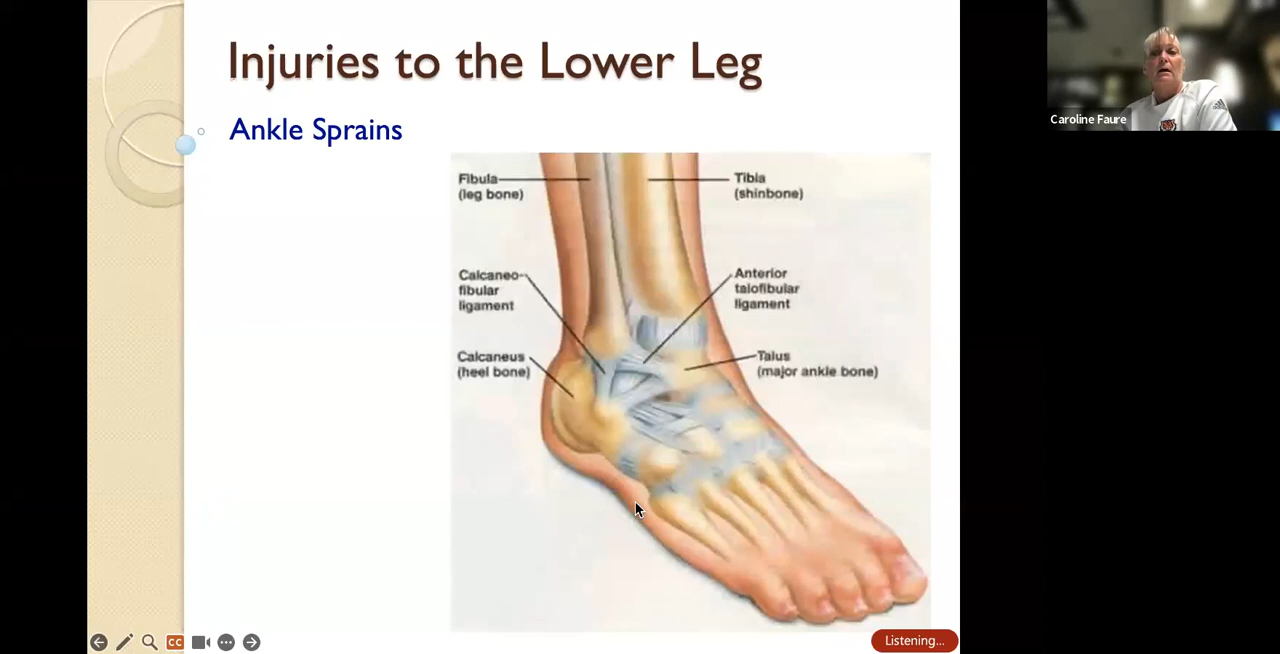 Injuries to the Lower Leg
Ankle Sprains
Fibula
(leg bone)
Tibia
(shinbone)
Calcaneo-
fibular
ligament
Anterior
talofibular
ligament
Calcaneus
(heel bone)
Talus
(major ankle bone)
CC
Listening...
Caroline Faure